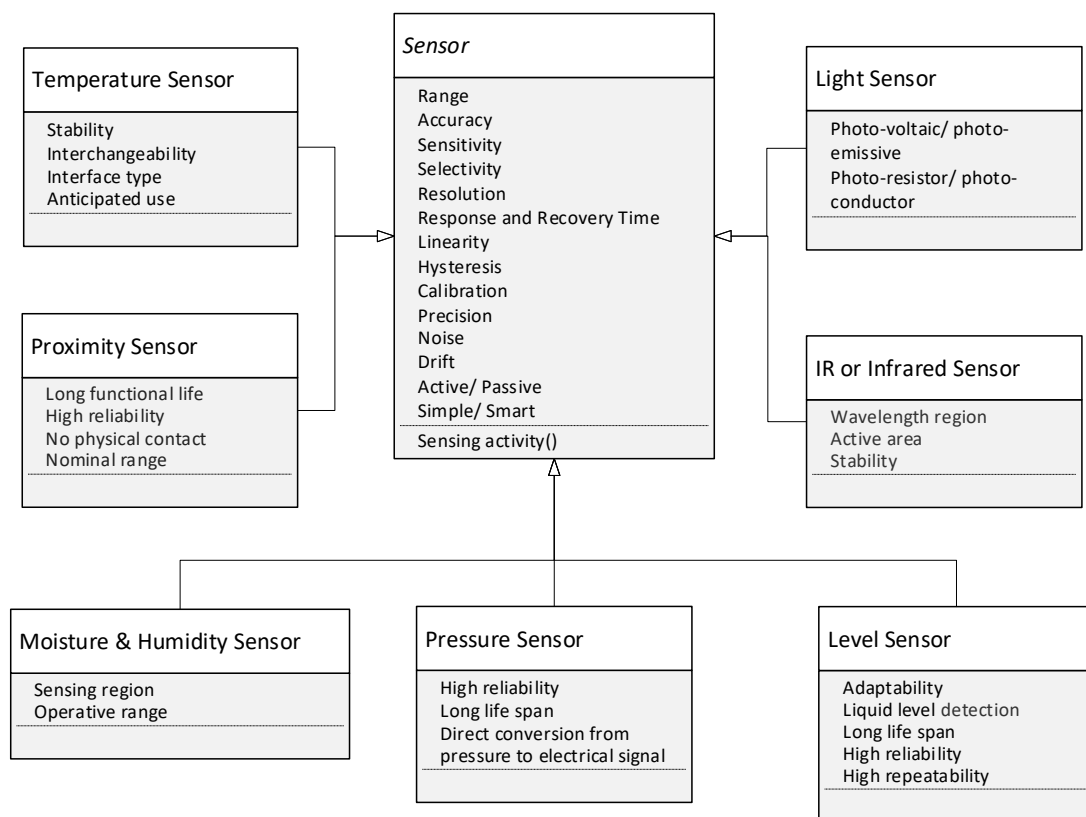 Sensor
Range
Accuracy
Sensitivity
Selectivity
Resolution
Response and Recovery Time
Linearity
Hysteresis
Calibration
Precision
Noise
Drift
Active/ Passive
Simple/ Smart
Sensing activity()
Temperature Sensor
Stability
Interchangeability
Interface type
Anticipated use
Light Sensor
Photo-voltaic/ photo-
emissive
Photo-resistor/ photo-
conductor
Proximity Sensor
Long functional life
High reliability
No physical contact
Nominal range
IR or Infrared Sensor
Wavelength region
Active area
Stability
Moisture & Humidity Sensor
Sensing region
Operative range
Pressure Sensor
High reliability
Long life span
Direct conversion from
pressure to electrical signal
Level Sensor
Adaptability
Liquid level detection
Long life span
High reliability
High repeatability